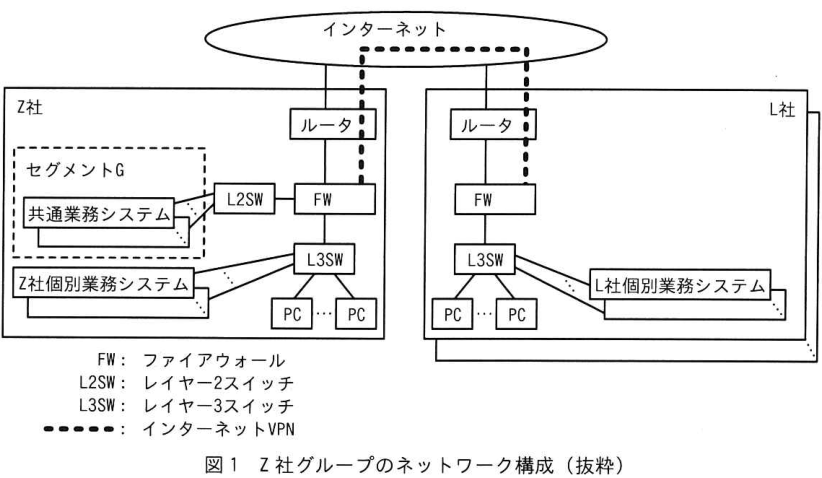 インターネット
Z社
L社
ルータ
ルータ
セグメントG
共通業務システム
L2SW
FW
FW
L3SW
L3SW
Z社個別業務システム
L社個別業務システム
PC … PC
PC … PC
FW: ファイアウォール
L2SW: レイヤー2スイッチ
L3SW: レイヤー3スイッチ
: インターネットVPN
図1 Z社グループのネットワーク構成（抜粋）